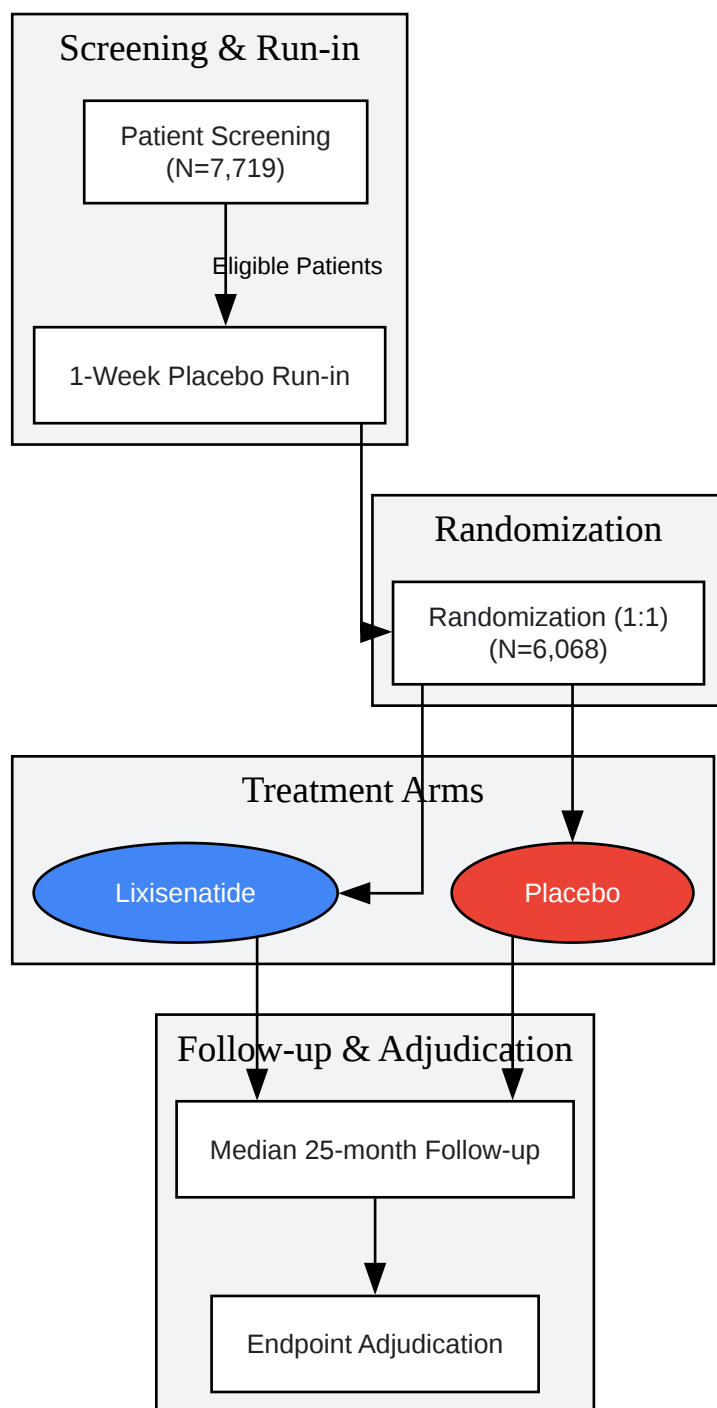 Screening & Run-in
Patient Screening
(N=7,719)
Eligible Patients
1-Week Placebo Run-in
Randomization
Randomization (1:1)
(N=6,068)
Treatment Arms
Lixisenatide
Placebo
Follow-up & Adjudication
Median 25-month Follow-up
Endpoint Adjudication